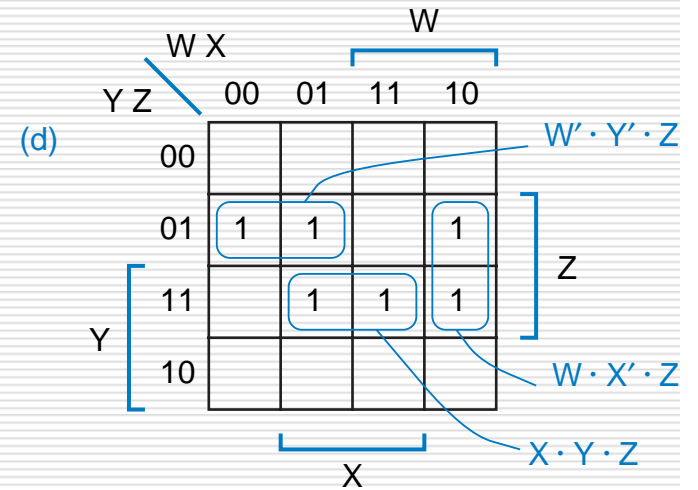 W
W X
Y Z
00 01 11 10
(d)
W′ · Y′ · Z
00
01 1 1 1
Z
11 1 1 1
Y
10
W · X′ · Z
X · Y · Z
X